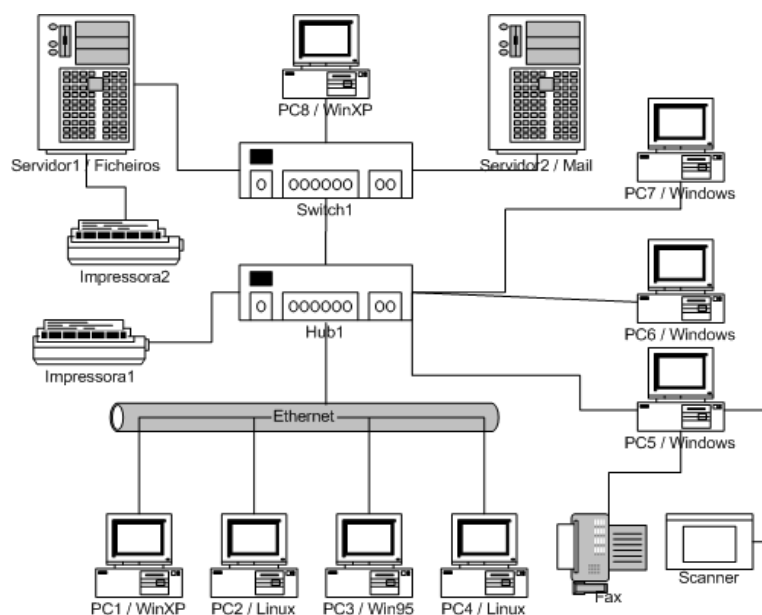 PC8 / WinXP
Servidor1 / Ficheiros
Servidor2 / Mail
PC7 / Windows
Switch1
Impressora2
PC6 / Windows
Hub1
Impressora1
Ethernet
PC5 / Windows
PC1 / WinXP
PC2 / Linux
PC3 / Win95
PC4 / Linux
Fax
Scanner